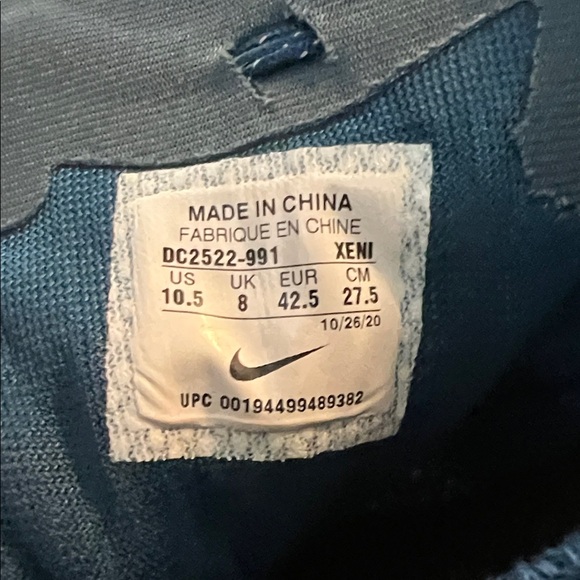 MADE IN CHINA
FABRIQUE EN CHINE
DC2522-991 XENI
US UK EUR CM
10.5 8 42.5 27.5
10/26/20
UPC 00194499489382